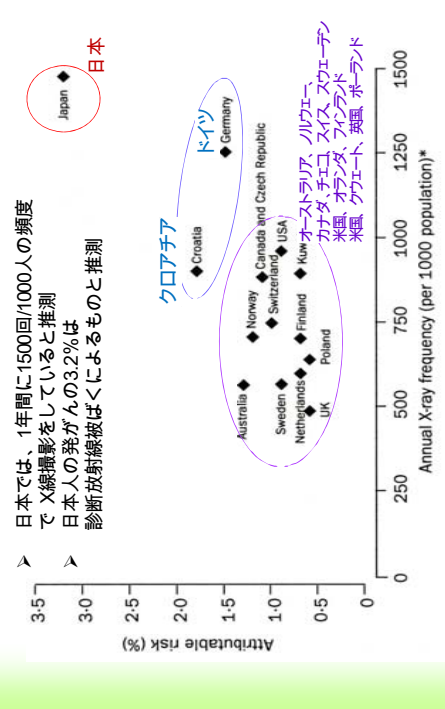 ➢ 日本では、1年間に1500回/1000人の頻度
で X線撮影をしていると推測
➢ 日本人の発がんの3.2%は
診断放射線被ばくによるものと推測
日本
Japan
クロアチア
ドイツ
Croatia
Germany
Canada and Czech Republic
USA
Kuw
Norway
Switzerland
Finland
Australia
Sweden
Netherlands
Poland
UK
オーストラリア、ノルウェー、
カナダ、チェコ、スイス、スウェーデン
米国、オランダ、フィンランド
米国、クウェート、英国、ポーランド
Attributable risk (%)
3·5
3·0
2·5
2·0
1·5
1·0
0·5
0
0 250 500 750 1000 1250 1500
Annual X-ray frequency (per 1000 population)*